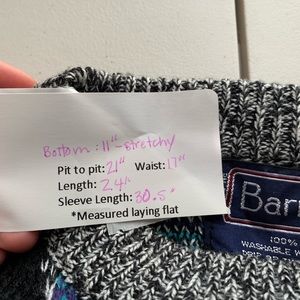 Bottom: 11"-stretchy
Pit to pit: 21" Waist: 17"
Length: 24"
Sleeve Length: 30.5"
*Measured laying flat
Bar
100%
WASHABLE W